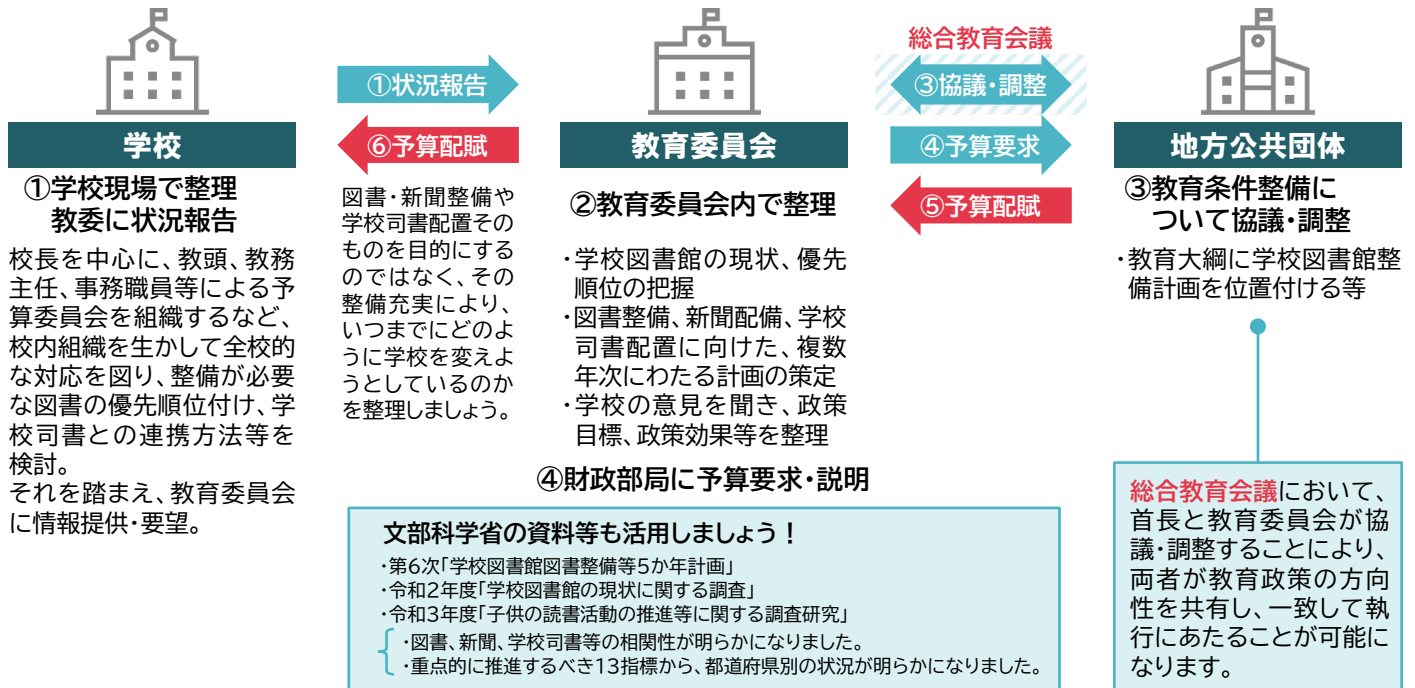 学校
①学校現場で整理
教委に状況報告
校長を中心に、教頭、教務
主任、事務職員等による予
算委員会を組織するなど、
校内組織を生かして全校的
な対応を図り、整備が必要
な図書の優先順位付け、学
校司書との連携方法等を
検討。
それを踏まえ、教育委員会
に情報提供・要望。
①状況報告
⑥予算配賦
図書・新聞整備や
学校司書配置そのも
のを目的にする
のではなく、その
整備充実により、
いつまでにどのよ
うに学校を変えよ
うとしているのか
を整理しましょう。
教育委員会
②教育委員会内で整理
・学校図書館の現状、優先
順位の把握
・図書整備、新聞配備、学校
司書配置に向けた、複数
年次にわたる計画の策定
・学校の意見を聞き、政策
目標、政策効果等を整理
総合教育会議
③協議・調整
④予算要求
⑤予算配賦
地方公共団体
③教育条件整備に
ついて協議・調整
・教育大綱に学校図書館整
備計画を位置付ける等
④財政部局に予算要求・説明
文部科学省の資料等も活用しましょう！
・第6次「学校図書館図書整備等5か年計画」
・令和2年度「学校図書館の現状に関する調査」
・令和3年度「子供の読書活動の推進等に関する調査研究」
・図書、新聞、学校司書等の相関性が明らかになりました。
・重点的に推進するべき13指標から、都道府県別の状況が明らかになりました。
総合教育会議において、
首長と教育委員会が協
議・調整することにより、
両者が教育政策の方向
性を共有し、一致して執
行にあたることが可能に
なります。